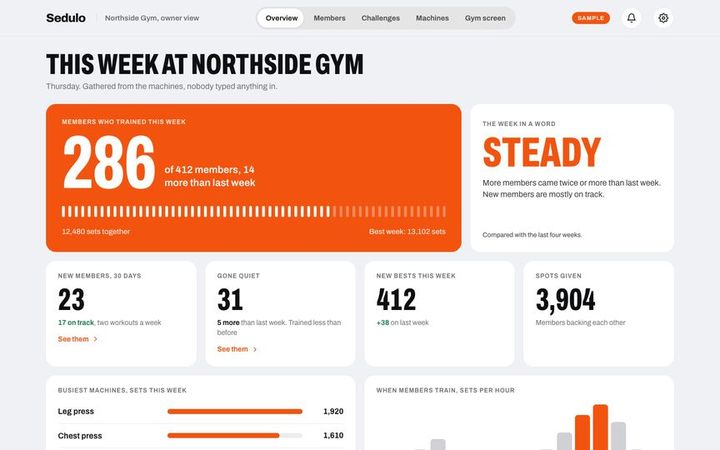 Sedulo
Northside Gym, owner view
Overview
Members
Challenges
Machines
Gym screen
SAMPLE
THIS WEEK AT NORTHSIDE GYM
Thursday. Gathered from the machines, nobody typed anything in.
MEMBERS WHO TRAINED THIS WEEK
286
of 412 members, 14
more than last week
12,480 sets together
Best week: 13,102 sets
THE WEEK IN A WORD
STEADY
More members came twice or more than last week.
New members are mostly on track.
Compared with the last four weeks.
NEW MEMBERS, 30 DAYS
23
17 on track, two workouts a week
See them
GONE QUIET
31
5 more than last week. Trained less than
before
See them
NEW BESTS THIS WEEK
412
+38 on last week
SPOTS GIVEN
3,904
Members backing each other
BUSIEST MACHINES, SETS THIS WEEK
Leg press
1,920
Chest press
1,610
WHEN MEMBERS TRAIN, SETS PER HOUR